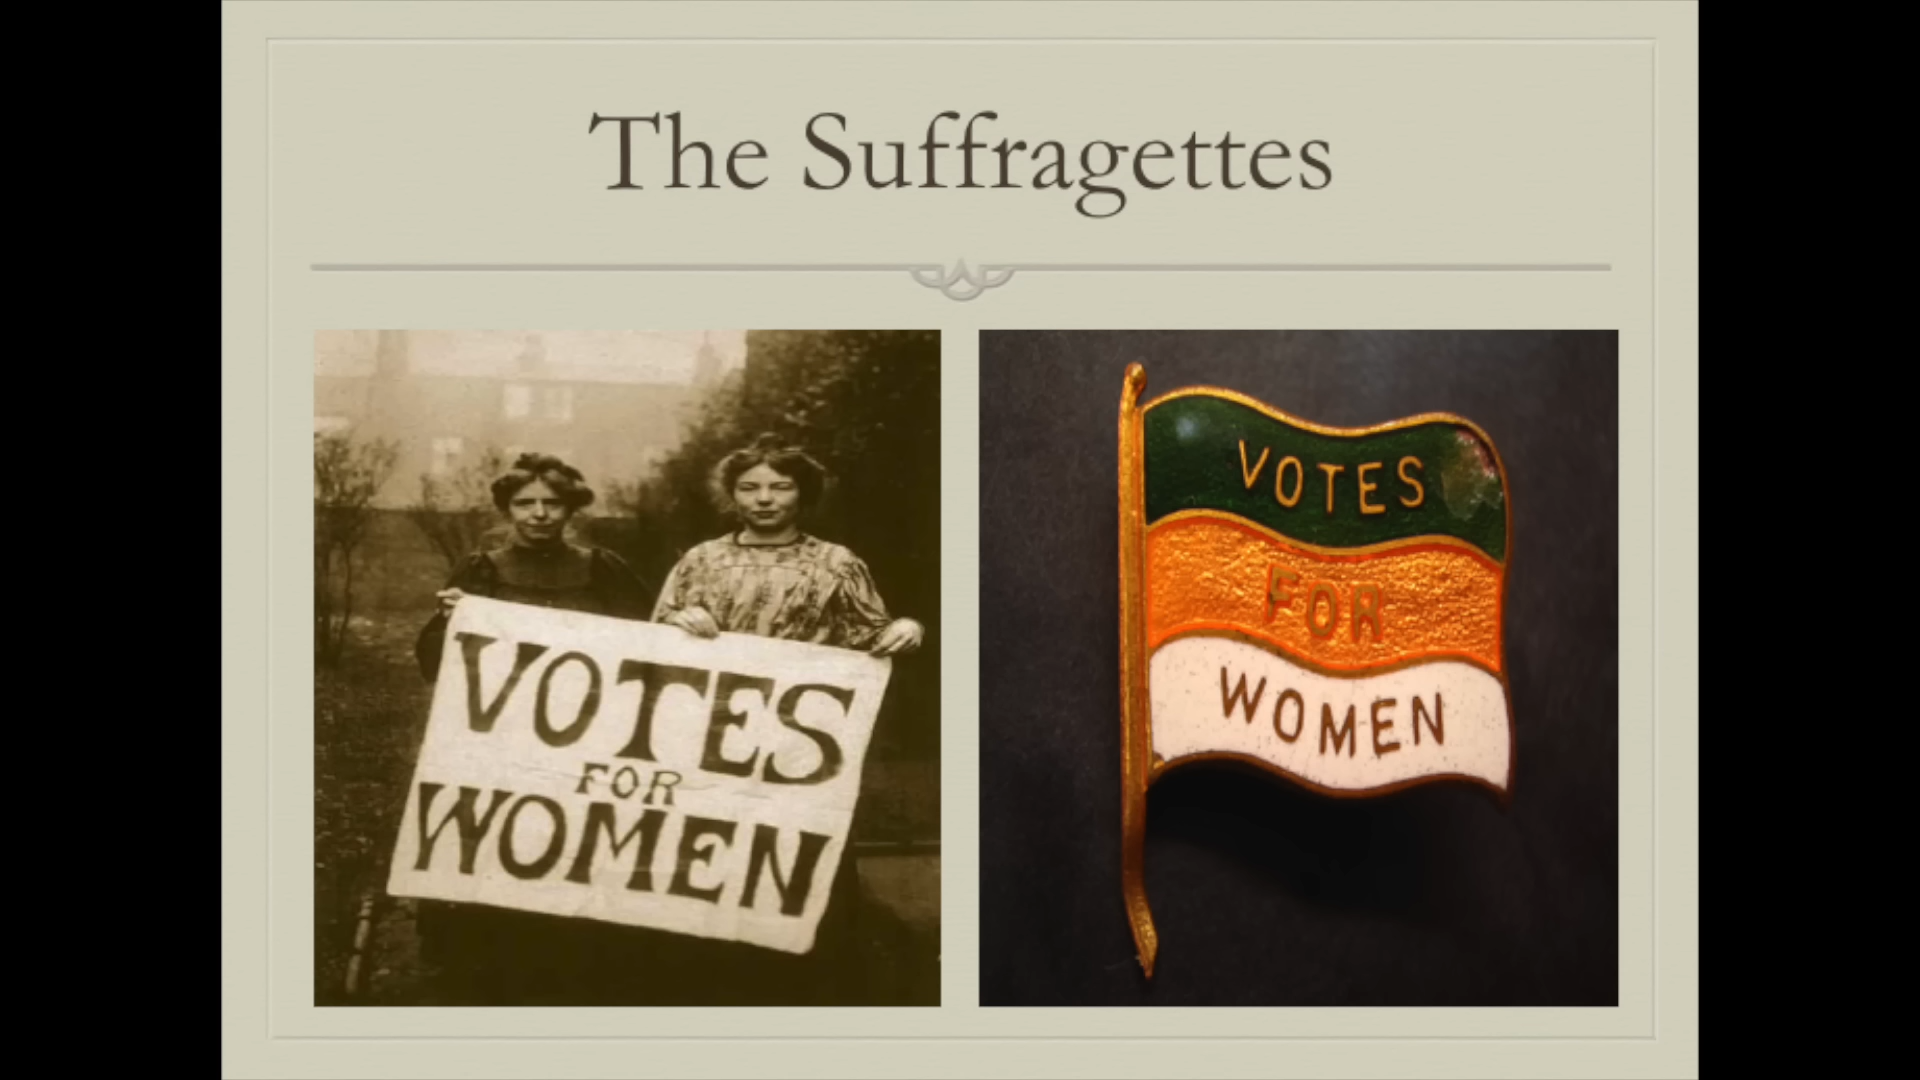 The Suffragettes
VOTES
FOR
WOMEN
VOTES
FOR
WOMEN